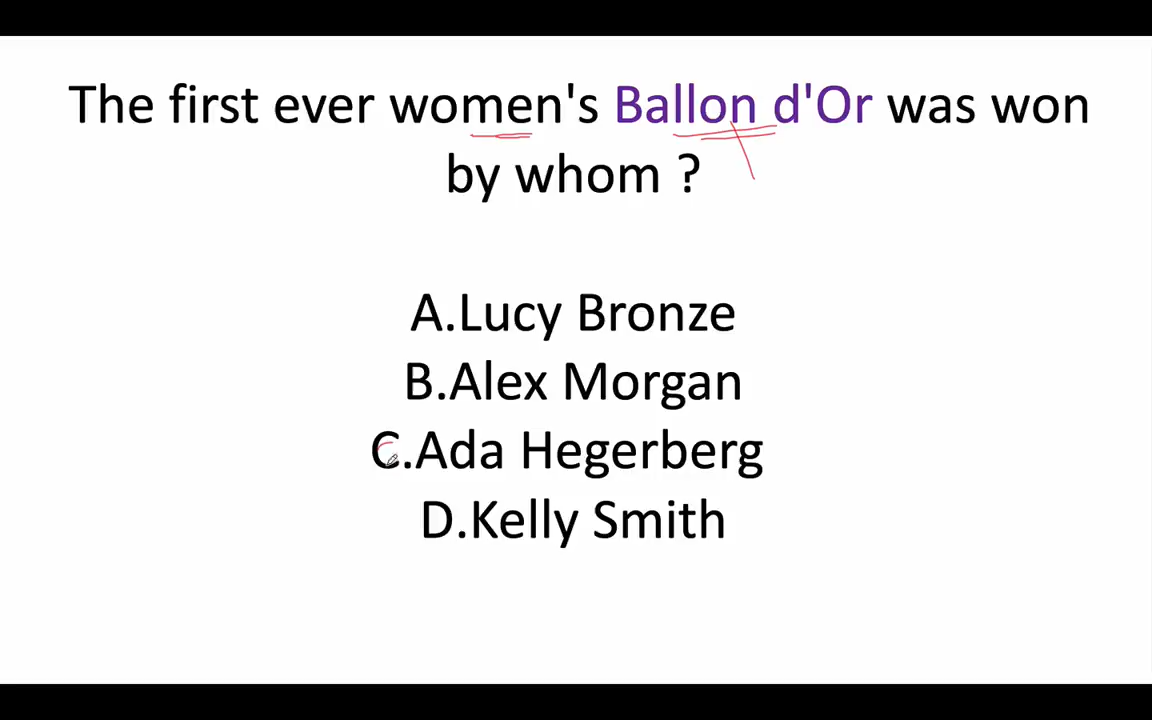 The first ever women's Ballon d'Or was won
by whom ?
A.Lucy Bronze
B.Alex Morgan
C.Ada Hegerberg
D.Kelly Smith